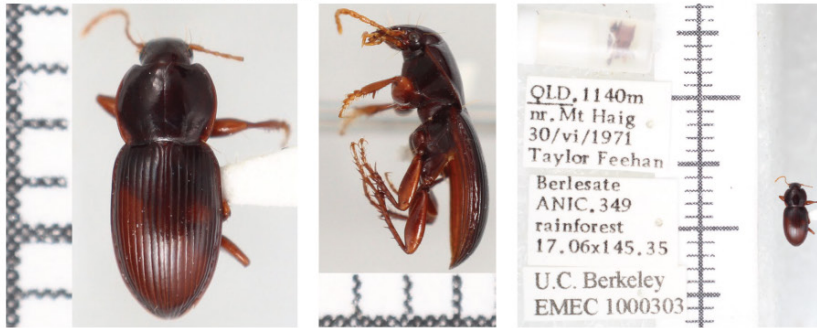 QLD. 1140m
nr. Mt Haig
30/vi/1971
Taylor Feehan
Berlesate
ANIC. 349
rainforest
17.06x145.35
U.C. Berkeley
EMEC 1000303